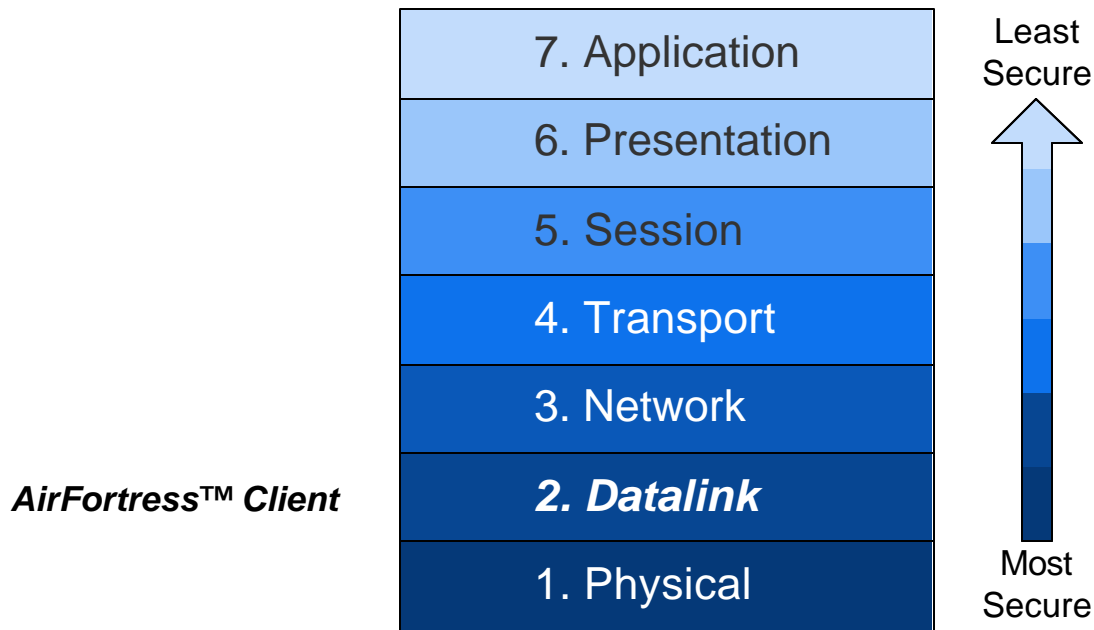 7. Application
6. Presentation
5. Session
4. Transport
3. Network
AirFortress™ Client
2. Datalink
1. Physical
Least
Secure
Most
Secure